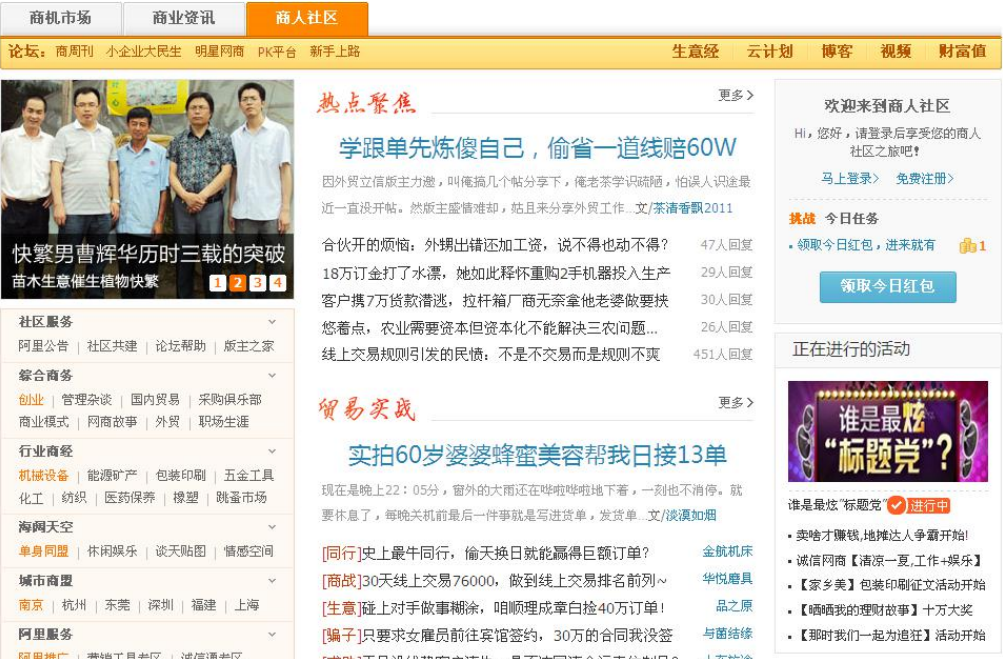 商机市场 商业资讯 商人社区
论坛： 商周刊 小企业大民生 明星网商 PK平台 新手上路 生意经 云计划 博客 视频 财富值
快繁男曹辉华历时三载的突破
苗木生意催生植物快繁 1 2 3 4
社区服务
阿里公告 | 社区共建 | 论坛帮助 | 版主之家
综合商务
创业 | 管理杂谈 | 国内贸易 | 采购俱乐部
商业模式 | 网商故事 | 外贸 | 职场生涯
行业商经
机械设备 | 能源矿产 | 包装印刷 | 五金工具
化工 | 纺织 | 医药保养 | 橡塑 | 跳蚤市场
海阔天空
单身同盟 | 休闲娱乐 | 谈天贴图 | 情感空间
城市商盟
南京 | 杭州 | 东莞 | 深圳 | 福建 | 上海
阿里服务
阿里推广 | 营销工具专区 | 诚信通专区
热点聚焦 更多
学跟单先炼傻自己，偷省一道线赔60W
因外贸立信版主力邀，叫俺搞几个帖分享下，俺老茶学识疏陋，怕误人识途最
近一直没开帖。然版主盛情难却，姑且来分享外贸工作...文/茶清香飘2011
合伙开的烦恼：外甥出错还加工资，说不得也动不得？ 47人回复
18万订金打了水漂，她如此释怀重购2手机器投入生产 29人回复
客户携7万货款潜逃，拉杆箱厂商无奈拿他老婆做要挟 30人回复
悠着点，农业需要资本但资本化不能解决三农问题... 26人回复
线上交易规则引发的民愤：不是不交易而是规则不爽 451人回复
贸易实战 更多
实拍60岁婆婆蜂蜜美容帮我日接13单
现在是晚上22：05分，窗外的大雨还在哗啦哗啦地下着，一刻也不消停。就
要休息了，每晚关机前最后一件事就是写进货单，发货单...文/淡漠如烟
[同行]史上最牛同行，偷天换日就能赢得巨额订单？ 金航机床
[商战]30天线上交易76000，做到线上交易排名前列~ 华悦磨具
[生意]碰上对手做事糊涂，咱顺理成章白捡40万订单！ 品之原
[骗子]只要求女雇员前往宾馆签约，30万的合同我没签 与菌结缘
欢迎来到商人社区
Hi，您好，请登录后享受您的商人
社区之旅吧！
马上登录> 免费注册>
挑战 今日任务
领取今日红包，进来就有 1
领取今日红包
正在进行的活动
谁是最炫
“标题党”？
谁是最炫“标题党” 进行中
卖啥才赚钱,地摊达人争霸开始!
诚信网商【清凉一夏,工作+娱乐】
【家乡美】包装印刷征文活动开始
【晒晒我的理财故事】十万大奖
【那时我们一起为追狂】活动开始